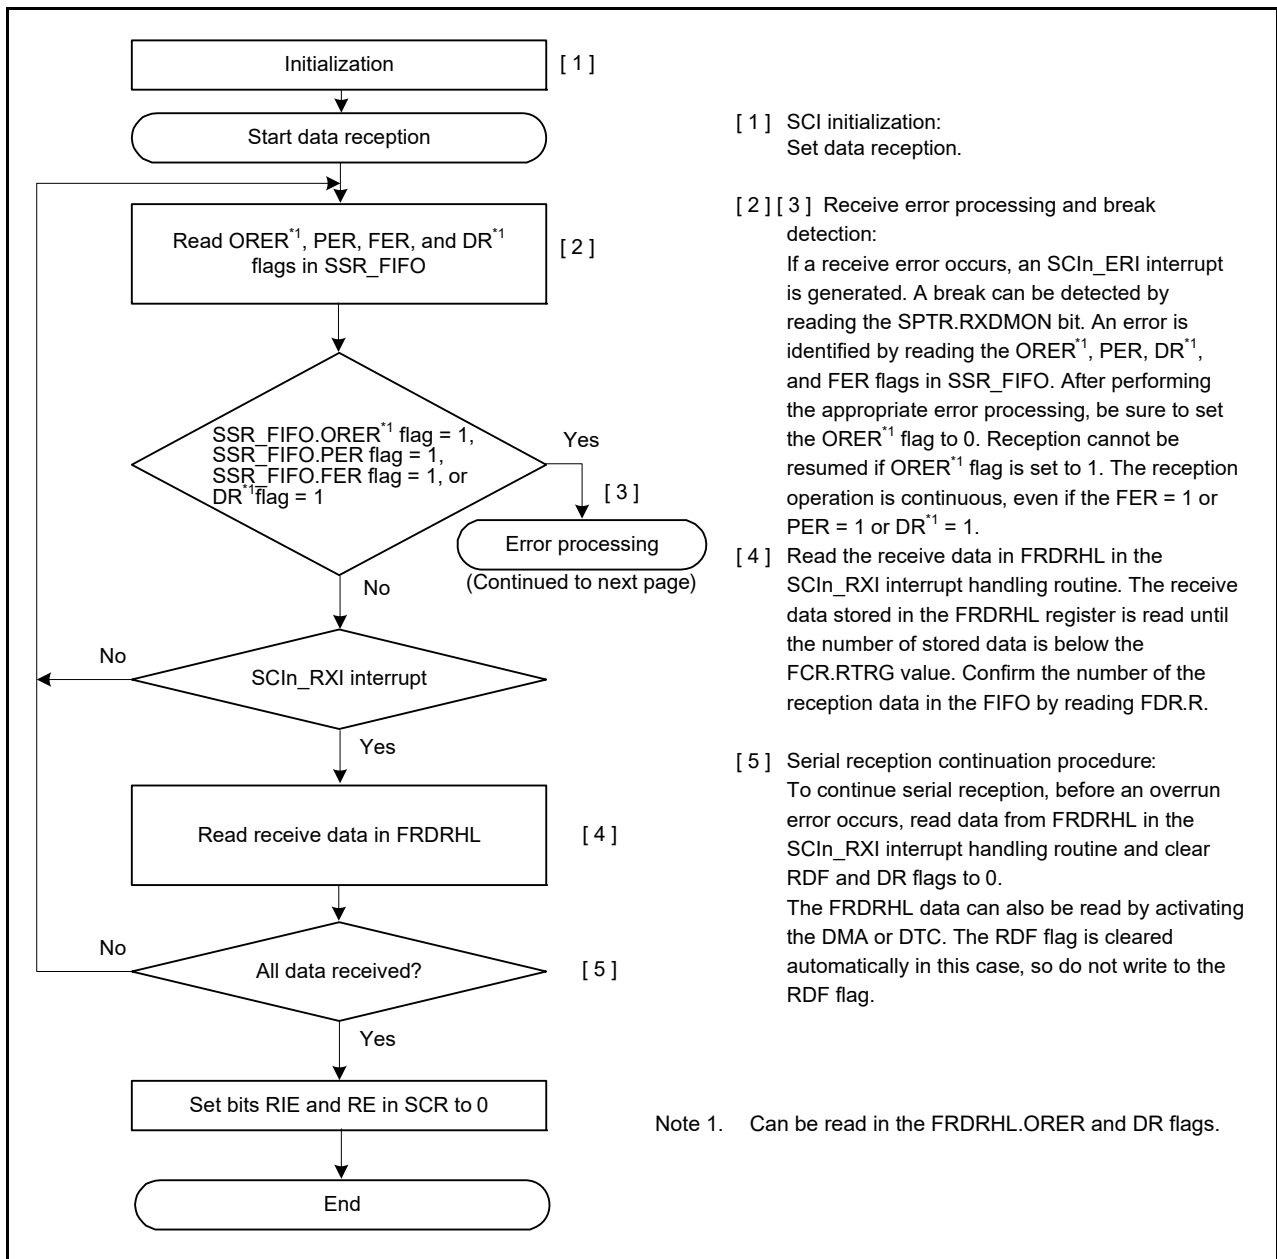 Initialization
[ 1 ]
Start data reception
Read ORER*1, PER, FER, and DR*1
flags in SSR_FIFO
[ 2 ]
SSR_FIFO.ORER*1 flag = 1,
SSR_FIFO.PER flag = 1,
SSR_FIFO.FER flag = 1, or
DR*1flag = 1
Yes
[ 3 ]
Error processing
(Continued to next page)
No
SCIn_RXI interrupt
No
Yes
Read receive data in FRDRHL
[ 4 ]
No
All data received?
[ 5 ]
Yes
Set bits RIE and RE in SCR to 0
End
[ 1 ] SCI initialization:
Set data reception.
[ 2 ] [ 3 ] Receive error processing and break
detection:
If a receive error occurs, an SCIn_ERI interrupt
is generated. A break can be detected by
reading the SPTR.RXDMON bit. An error is
identified by reading the ORER*1, PER, DR*1,
and FER flags in SSR_FIFO. After performing
the appropriate error processing, be sure to set
the ORER*1 flag to 0. Reception cannot be
resumed if ORER*1 flag is set to 1. The reception
operation is continuous, even if the FER = 1 or
PER = 1 or DR*1 = 1.
[ 4 ] Read the receive data in FRDRHL in the
SCIn_RXI interrupt handling routine. The receive
data stored in the FRDRHL register is read until
the number of stored data is below the
FCR.RTRG value. Confirm the number of the
reception data in the FIFO by reading FDR.R.
[ 5 ] Serial reception continuation procedure:
To continue serial reception, before an overrun
error occurs, read data from FRDRHL in the
SCIn_RXI interrupt handling routine and clear
RDF and DR flags to 0.
The FRDRHL data can also be read by activating
the DMA or DTC. The RDF flag is cleared
automatically in this case, so do not write to the
RDF flag.
Note 1. Can be read in the FRDRHL.ORER and DR flags.